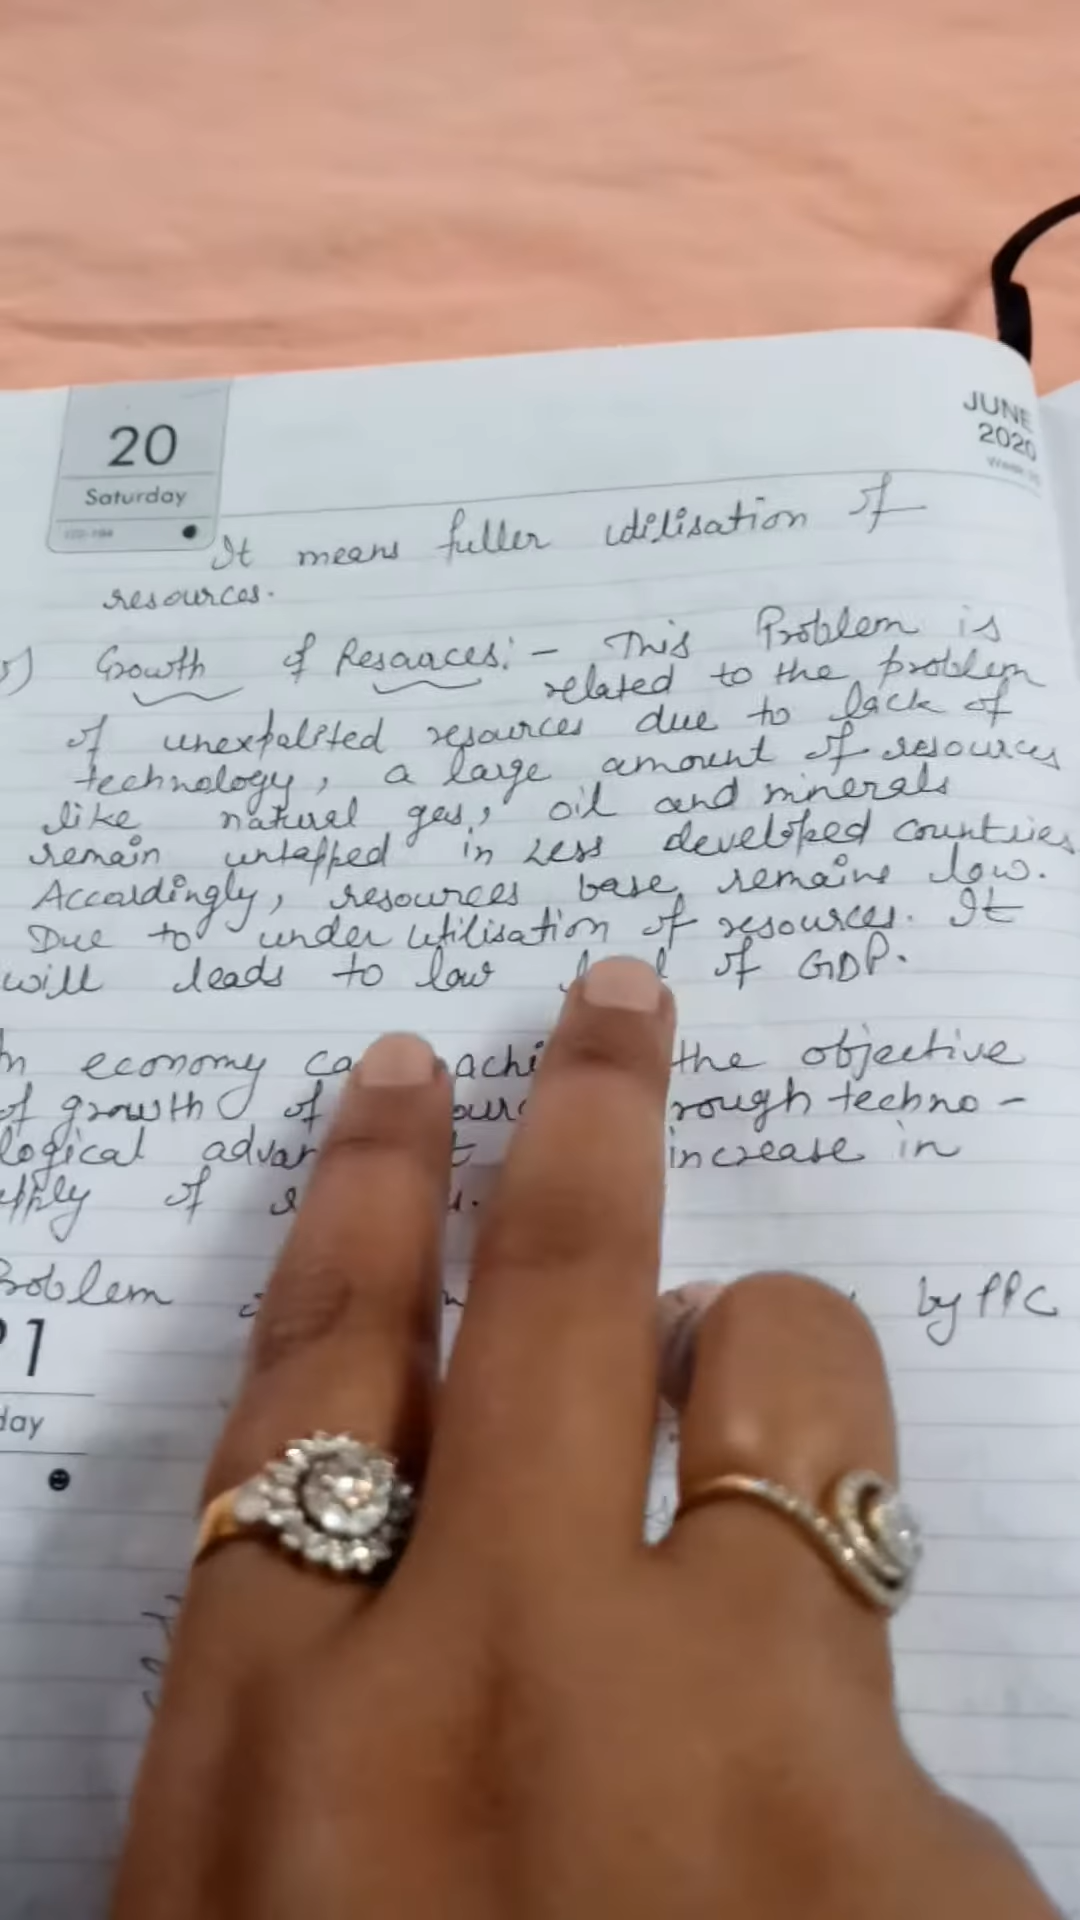 20
Saturday
JUNE
2020
It means fuller utilisation of
resources.
Growth of Resources: - This Problem is
related to the problem
of unexpalited resources due to lack of
technology, a large amount of resources
like natural gas, oil and minerals
remain untapped in Less developed countries
Accordingly, resources base remains low.
Due to under utilisation of resources. It
will leads to low of GDP.
economy the objective
of growth of techno-
logical increase in
of
Problem by PPC